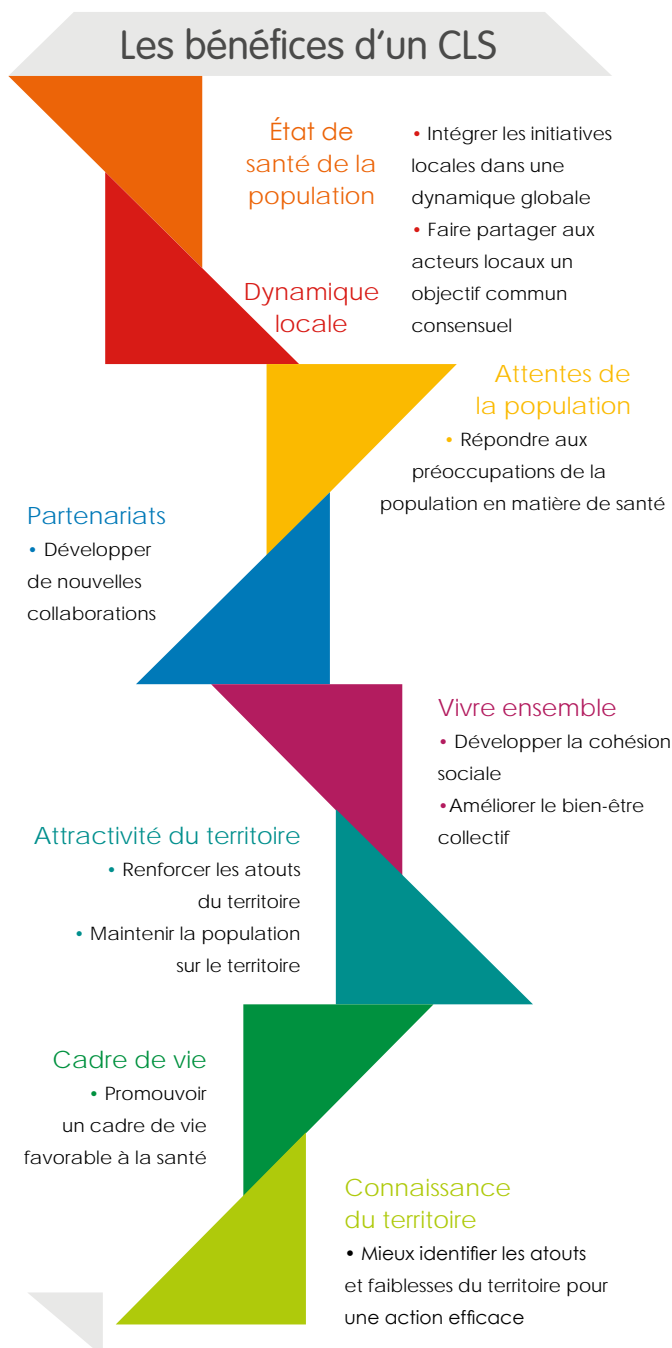 Les bénéfices d'un CLS
État de
santé de la
population
• Intégrer les initiatives
locales dans une
dynamique globale
• Faire partager aux
acteurs locaux un
objectif commun
consensuel
Dynamique
locale
Attentes de
la population
• Répondre aux
préoccupations de la
population en matière de santé
Partenariats
• Développer
de nouvelles
collaborations
Vivre ensemble
• Développer la cohésion
sociale
•Améliorer le bien-être
collectif
Attractivité du territoire
• Renforcer les atouts
du territoire
• Maintenir la population
sur le territoire
Cadre de vie
• Promouvoir
un cadre de vie
favorable à la santé
Connaissance
du territoire
• Mieux identifier les atouts
et faiblesses du territoire pour
une action efficace